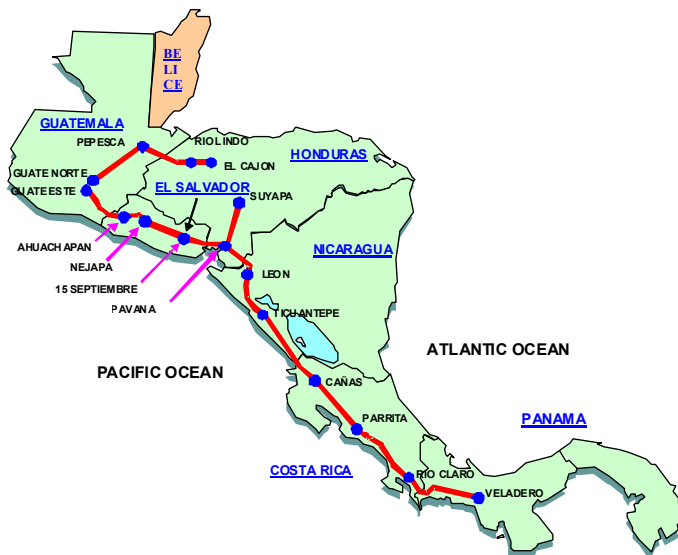 BE
LI
CE
GUATEMALA
PEPESCA
RIO LINDO
HONDURAS
EL CAJON
GUATE NORTE
GUATE ESTE
EL SALVADOR
SUYAPA
AHUACHAPAN
NICARAGUA
NEJAPA
LEON
15 SEPTIEMBRE
PAVANA
TICUANTEPE
ATLANTIC OCEAN
PACIFIC OCEAN
CAÑAS
PARRITA
PANAMA
COSTA RICA
RIO CLARO
VELADERO